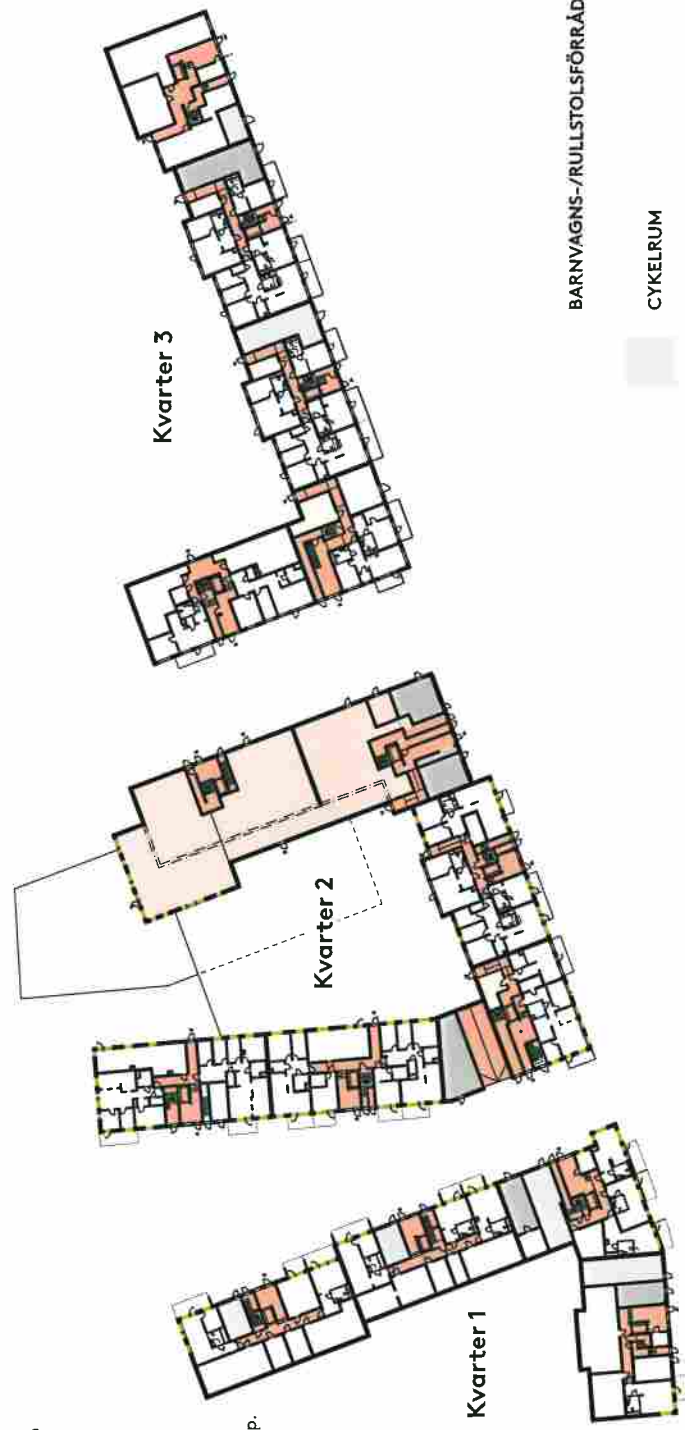 Kvarter 3
BARNVAGNS-/RULLSTOLSFÖRRÅD
CYKELRUM
Kvarter 2
p.
Kvarter 1